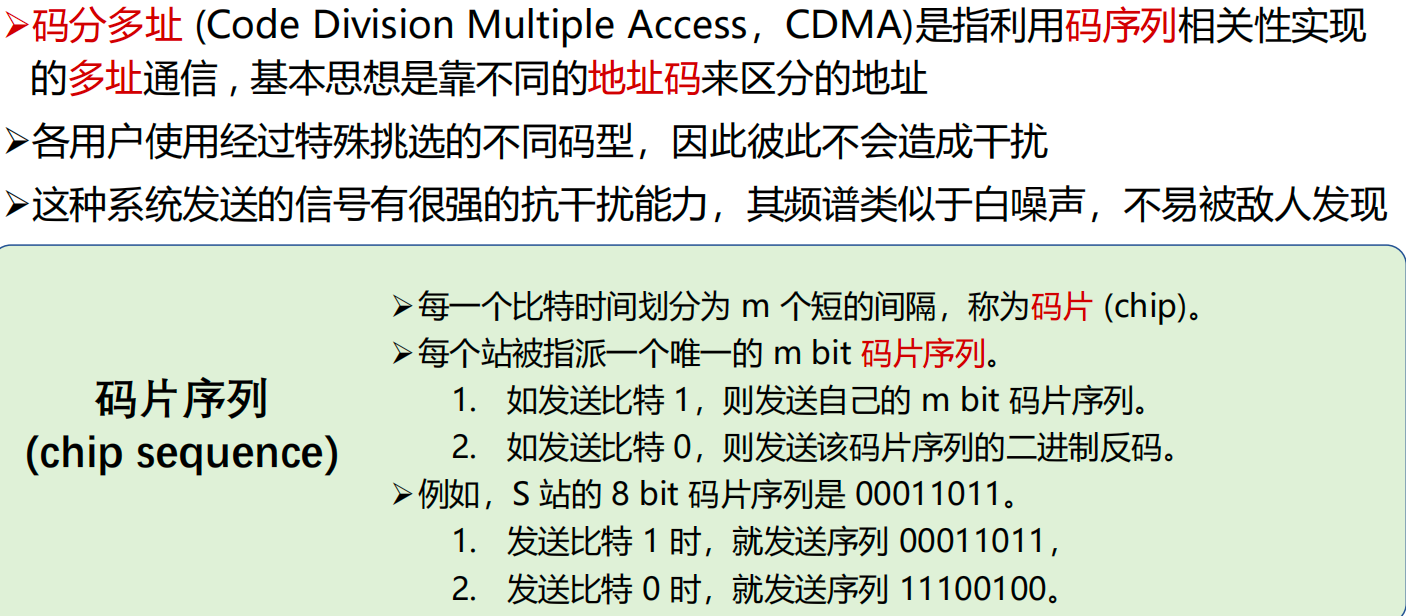 ➢码分多址 (Code Division Multiple Access，CDMA)是指利用码序列相关性实现
的多址通信 , 基本思想是靠不同的地址码来区分的地址
➢各用户使用经过特殊挑选的不同码型，因此彼此不会造成干扰
➢这种系统发送的信号有很强的抗干扰能力，其频谱类似于白噪声，不易被敌人发现
码片序列
(chip sequence)
➢每一个比特时间划分为 m 个短的间隔，称为码片 (chip)。
➢每个站被指派一个唯一的 m bit 码片序列。
1. 如发送比特 1，则发送自己的 m bit 码片序列。
2. 如发送比特 0，则发送该码片序列的二进制反码。
➢例如，S 站的 8 bit 码片序列是 00011011。
1. 发送比特 1 时，就发送序列 00011011，
2. 发送比特 0 时，就发送序列 11100100。